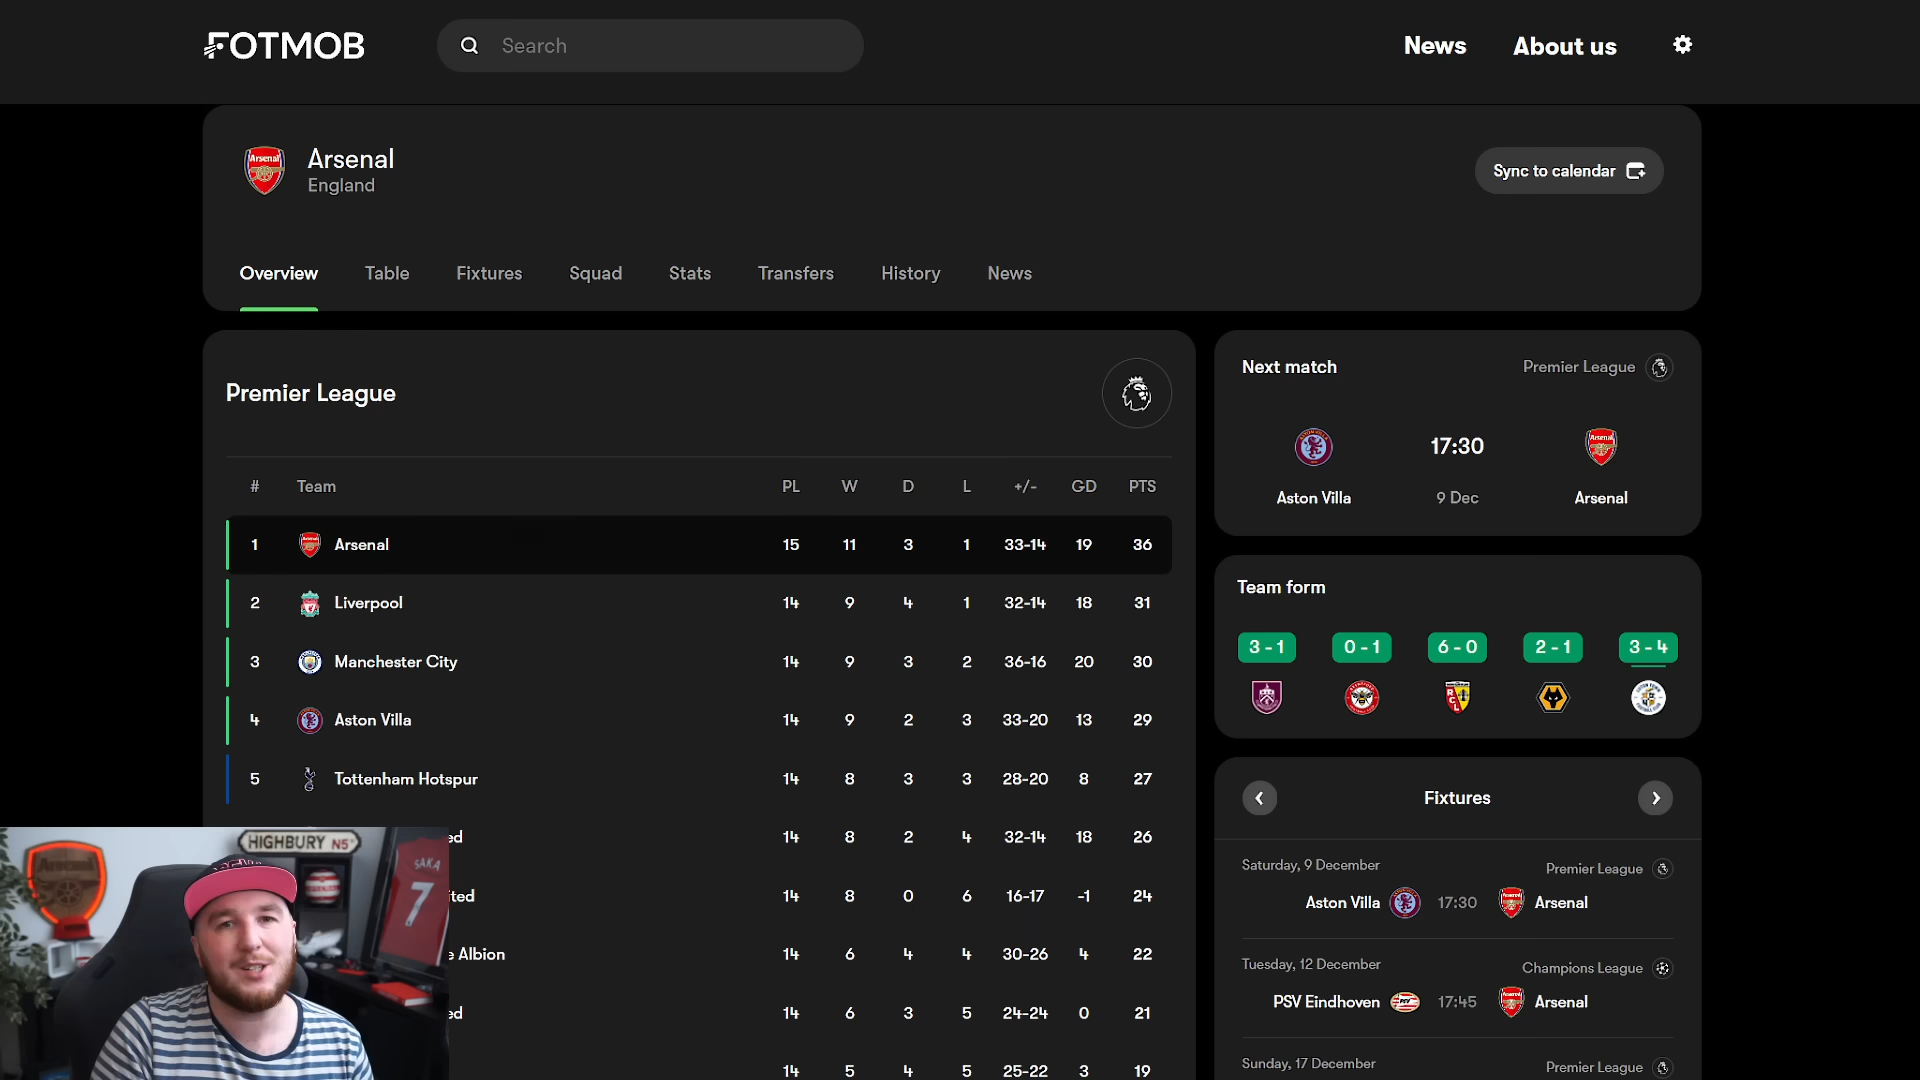 FOTMOB
Search
News
About us
Arsenal
England
Sync to calendar
Overview Table Fixtures Squad Stats Transfers History News
Premier League
# Team PL W D L +/- GD PTS
1 Arsenal 15 11 3 1 33-14 19 36
2 Liverpool 14 9 4 1 32-14 18 31
3 Manchester City 14 9 3 2 36-16 20 30
4 Aston Villa 14 9 2 3 33-20 13 29
5 Tottenham Hotspur 14 8 3 3 28-20 8 27
ed 14 8 2 4 32-14 18 26
ited 14 8 0 6 16-17 -1 24
e Albion 14 6 4 4 30-26 4 22
ed 14 6 3 5 24-24 0 21
14 5 4 5 25-22 3 19
Next match Premier League
17:30
Aston Villa 9 Dec Arsenal
Team form
3 - 1 0 - 1 6 - 0 2 - 1 3 - 4
Fixtures
Saturday, 9 December Premier League
Aston Villa 17:30 Arsenal
Tuesday, 12 December Champions League
PSV Eindhoven 17:45 Arsenal
Sunday, 17 December Premier League
HIGHBURY N5
SAKA
7
Arsenal